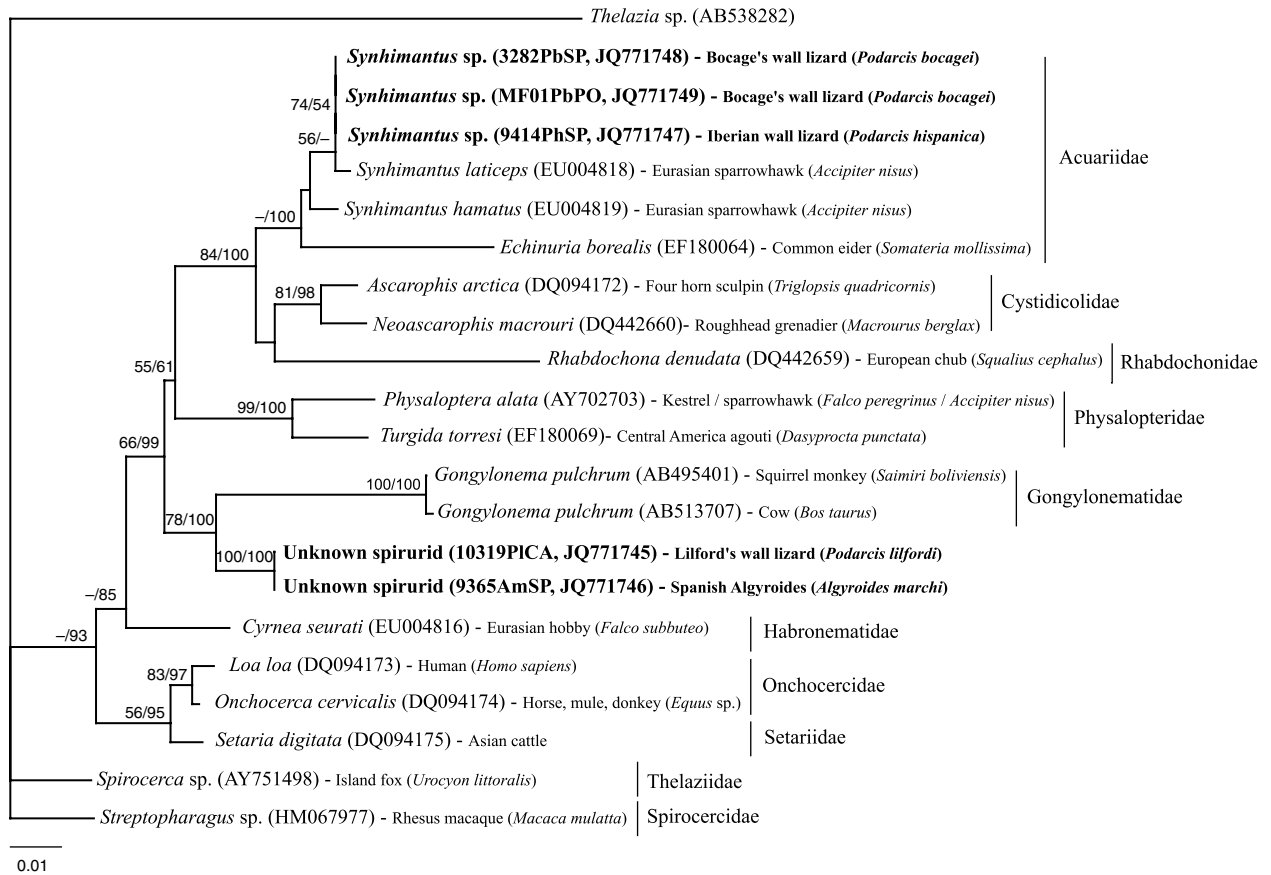 Thelazia sp. (AB538282)
Synhimantus sp. (3282PbSP, JQ771748) - Bocage's wall lizard (Podarcis bocagei)
74/54
Synhimantus sp. (MF01PbPO, JQ771749) - Bocage's wall lizard (Podarcis bocagei)
56/–
Synhimantus sp. (9414PhSP, JQ771747) - Iberian wall lizard (Podarcis hispanica)
Acuariidae
Synhimantus laticeps (EU004818) - Eurasian sparrowhawk (Accipiter nisus)
–/100
Synhimantus hamatus (EU004819) - Eurasian sparrowhawk (Accipiter nisus)
84/100
Echinuria borealis (EF180064) - Common eider (Somateria mollissima)
81/98
Ascarophis arctica (DQ094172) - Four horn sculpin (Triglopsis quadricornis)
Cystidicolidae
Neoascarophis macrouri (DQ442660)- Roughhead grenadier (Macrourus berglax)
55/61
Rhabdochona denudata (DQ442659) - European chub (Squalius cephalus)
Rhabdochonidae
99/100
Physaloptera alata (AY702703) - Kestrel / sparrowhawk (Falco peregrinus / Accipiter nisus)
Physalopteridae
66/99
Turgida torresi (EF180069)- Central America agouti (Dasyprocta punctata)
100/100
Gongylonema pulchrum (AB495401) - Squirrel monkey (Saimiri boliviensis)
Gongylonematidae
78/100
Gongylonema pulchrum (AB513707) - Cow (Bos taurus)
100/100
Unknown spirurid (10319PlCA, JQ771745) - Lilford's wall lizard (Podarcis lilfordi)
Unknown spirurid (9365AmSP, JQ771746) - Spanish Algyroides (Algyroides marchi)
–/85
Cyrnea seurati (EU004816) - Eurasian hobby (Falco subbuteo)
Habronematidae
–/93
83/97
Loa loa (DQ094173) - Human (Homo sapiens)
Onchocercidae
Onchocerca cervicalis (DQ094174) - Horse, mule, donkey (Equus sp.)
56/95
Setaria digitata (DQ094175) - Asian cattle
Setariidae
Spirocerca sp. (AY751498) - Island fox (Urocyon littoralis)
Thelaziidae
Streptopharagus sp. (HM067977) - Rhesus macaque (Macaca mulatta)
Spirocercidae
0.01